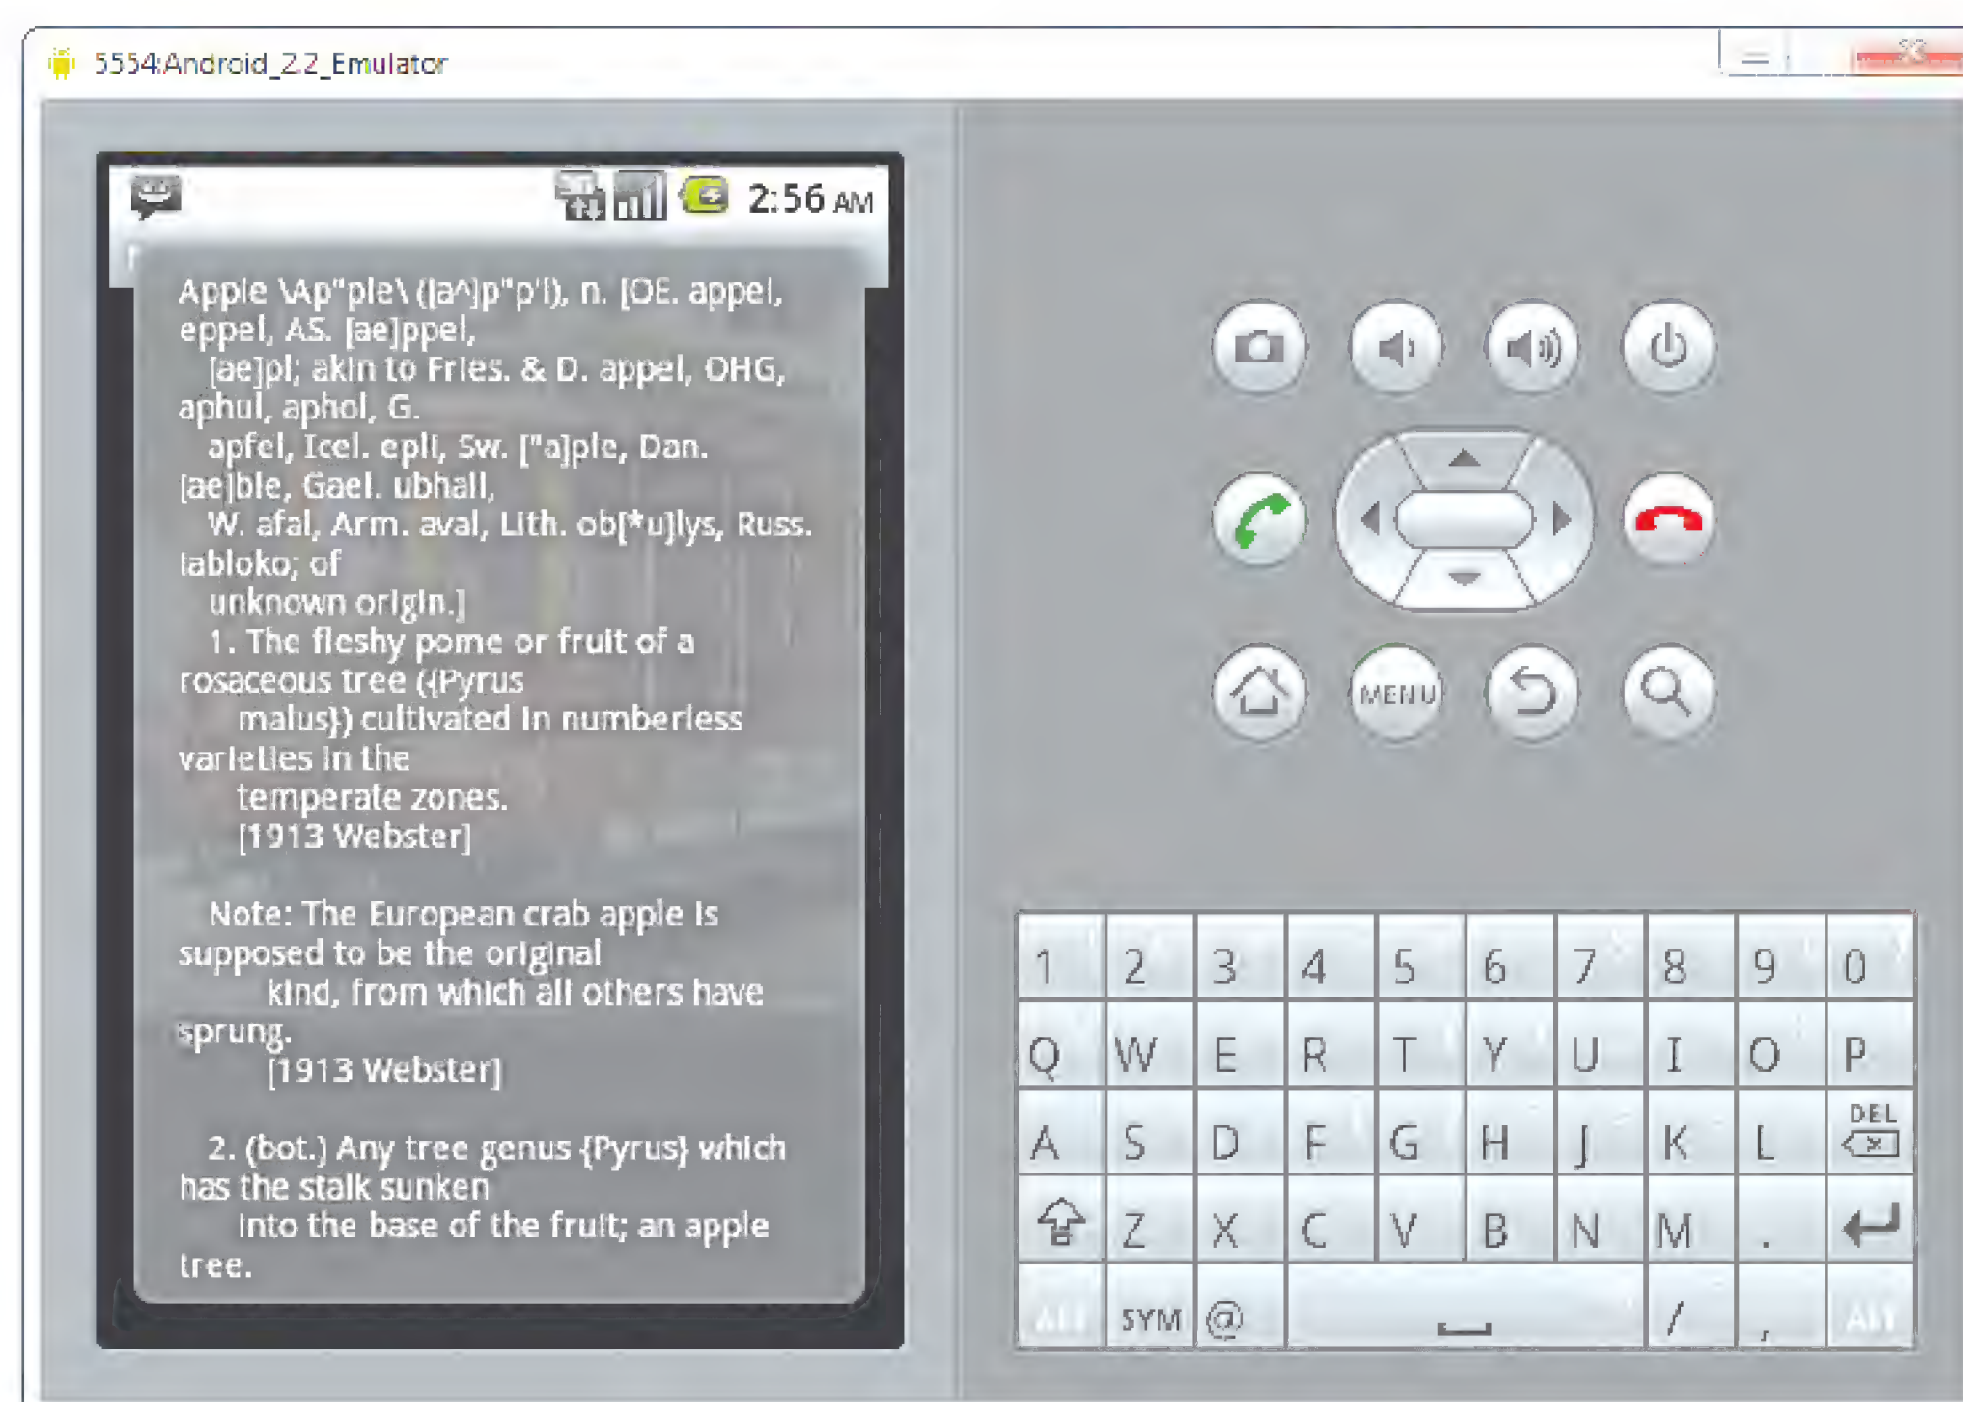 5554:Android_2.2_Emulator
2:56 AM
Apple \Ap"ple\ ([a^]p"p'l), n. [OE. appel,
eppel, AS. [ae]ppel,
[ae]pl; akin to Fries. & D. appel, OHG,
aphul, aphol, G.
apfel, Icel. epli, Sw. ["a]ple, Dan.
[ae]ble, Gael. ubhall,
W. afal, Arm. aval, Lith. ob[*u]lys, Russ.
iabloko; of
unknown origin.]
1. The fleshy pome or fruit of a
rosaceous tree ({Pyrus
malus}) cultivated in numberless
varieties in the
temperate zones.
[1913 Webster]
Note: The European crab apple is
supposed to be the original
kind, from which all others have
sprung.
[1913 Webster]
2. (bot.) Any tree genus {Pyrus} which
has the stalk sunken
into the base of the fruit; an apple
tree.
MENU
1 2 3 4 5 6 7 8 9 0
Q W E R T Y U I O P
A S D F G H J K L DEL
Z X C V B N M .
ALT SYM @ / , ALT